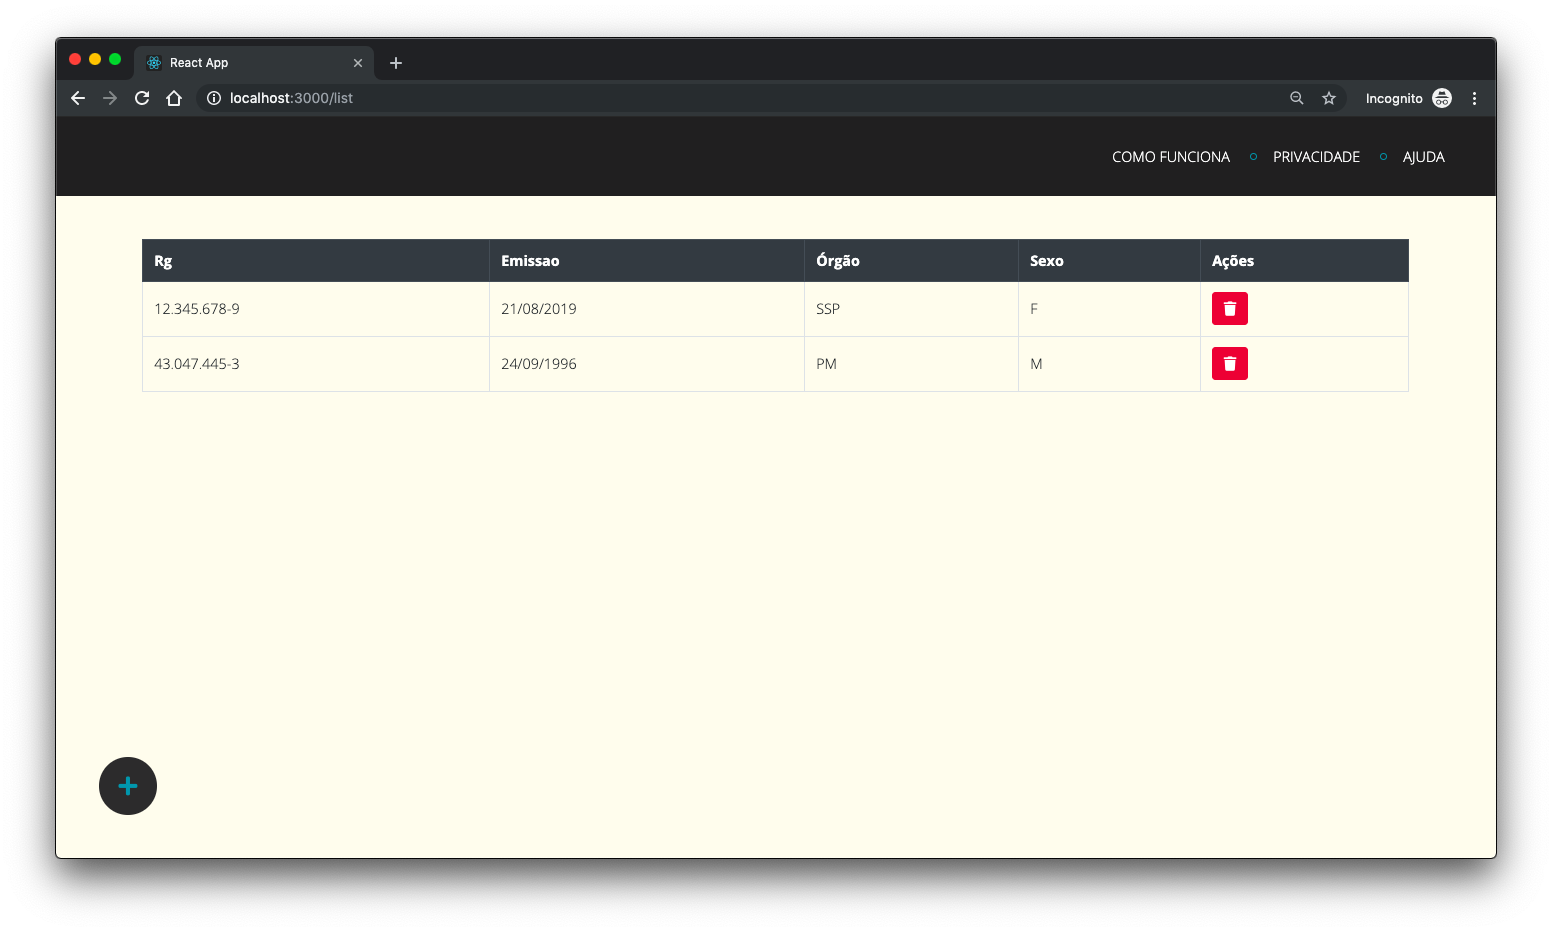 React App
localhost:3000/list
Incognito
COMO FUNCIONA PRIVACIDADE AJUDA
Rg Emissao Órgão Sexo Ações
12.345.678-9 21/08/2019 SSP F
43.047.445-3 24/09/1996 PM M